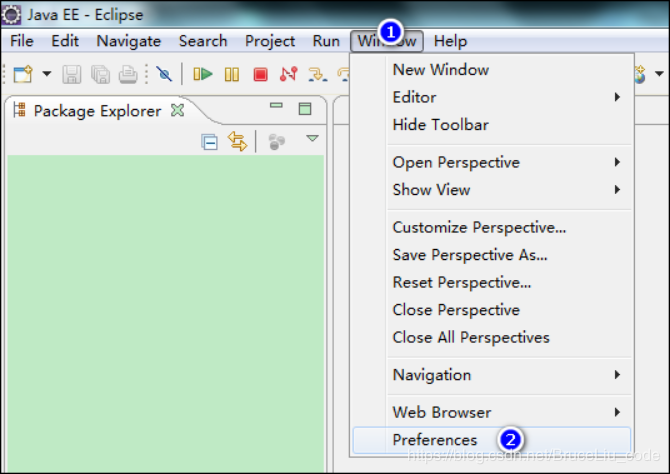 Java EE - Eclipse
File Edit Navigate Search Project Run Window Help
1
Package Explorer
New Window
Editor
Hide Toolbar
Open Perspective
Show View
Customize Perspective...
Save Perspective As...
Reset Perspective...
Close Perspective
Close All Perspectives
Navigation
Web Browser
Preferences 2
https://blog.csdn.net/BruceLiu_code